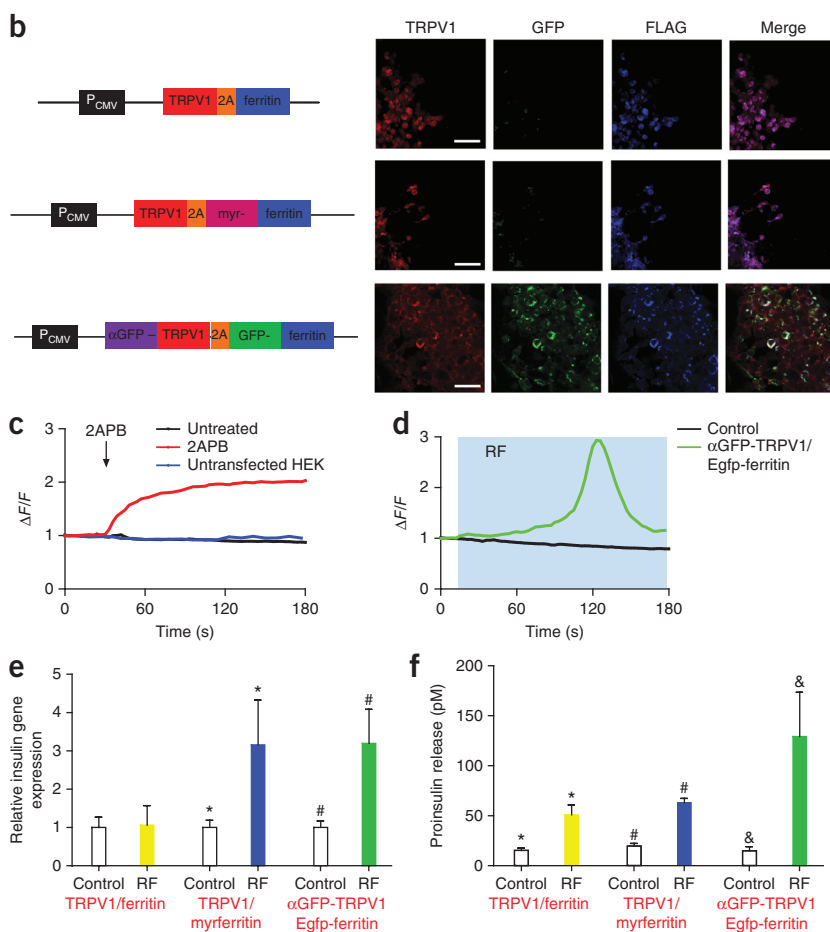 b
TRPV1 GFP FLAG Merge
P_CMV TRPV1 2A ferritin
P_CMV TRPV1 2A myr- ferritin
P_CMV αGFP – TRPV1 2A GFP- ferritin
c
2APB
Untreated
2APB
Untransfected HEK
ΔF/F
3
2
1
0
0 60 120 180
Time (s)
d
RF
Control
αGFP-TRPV1/
Egfp-ferritin
ΔF/F
3
2
1
0
0 60 120 180
Time (s)
e
Relative insulin gene
expression
5
4
3
2
1
0
* * # #
Control RF Control RF Control RF
TRPV1/ferritin TRPV1/ αGFP-TRPV1
myrferritin Egfp-ferritin
f
Proinsulin release (pM)
200
150
100
50
0
* * # # & &
Control RF Control RF Control RF
TRPV1/ferritin TRPV1/ αGFP-TRPV1
myrferritin Egfp-ferritin